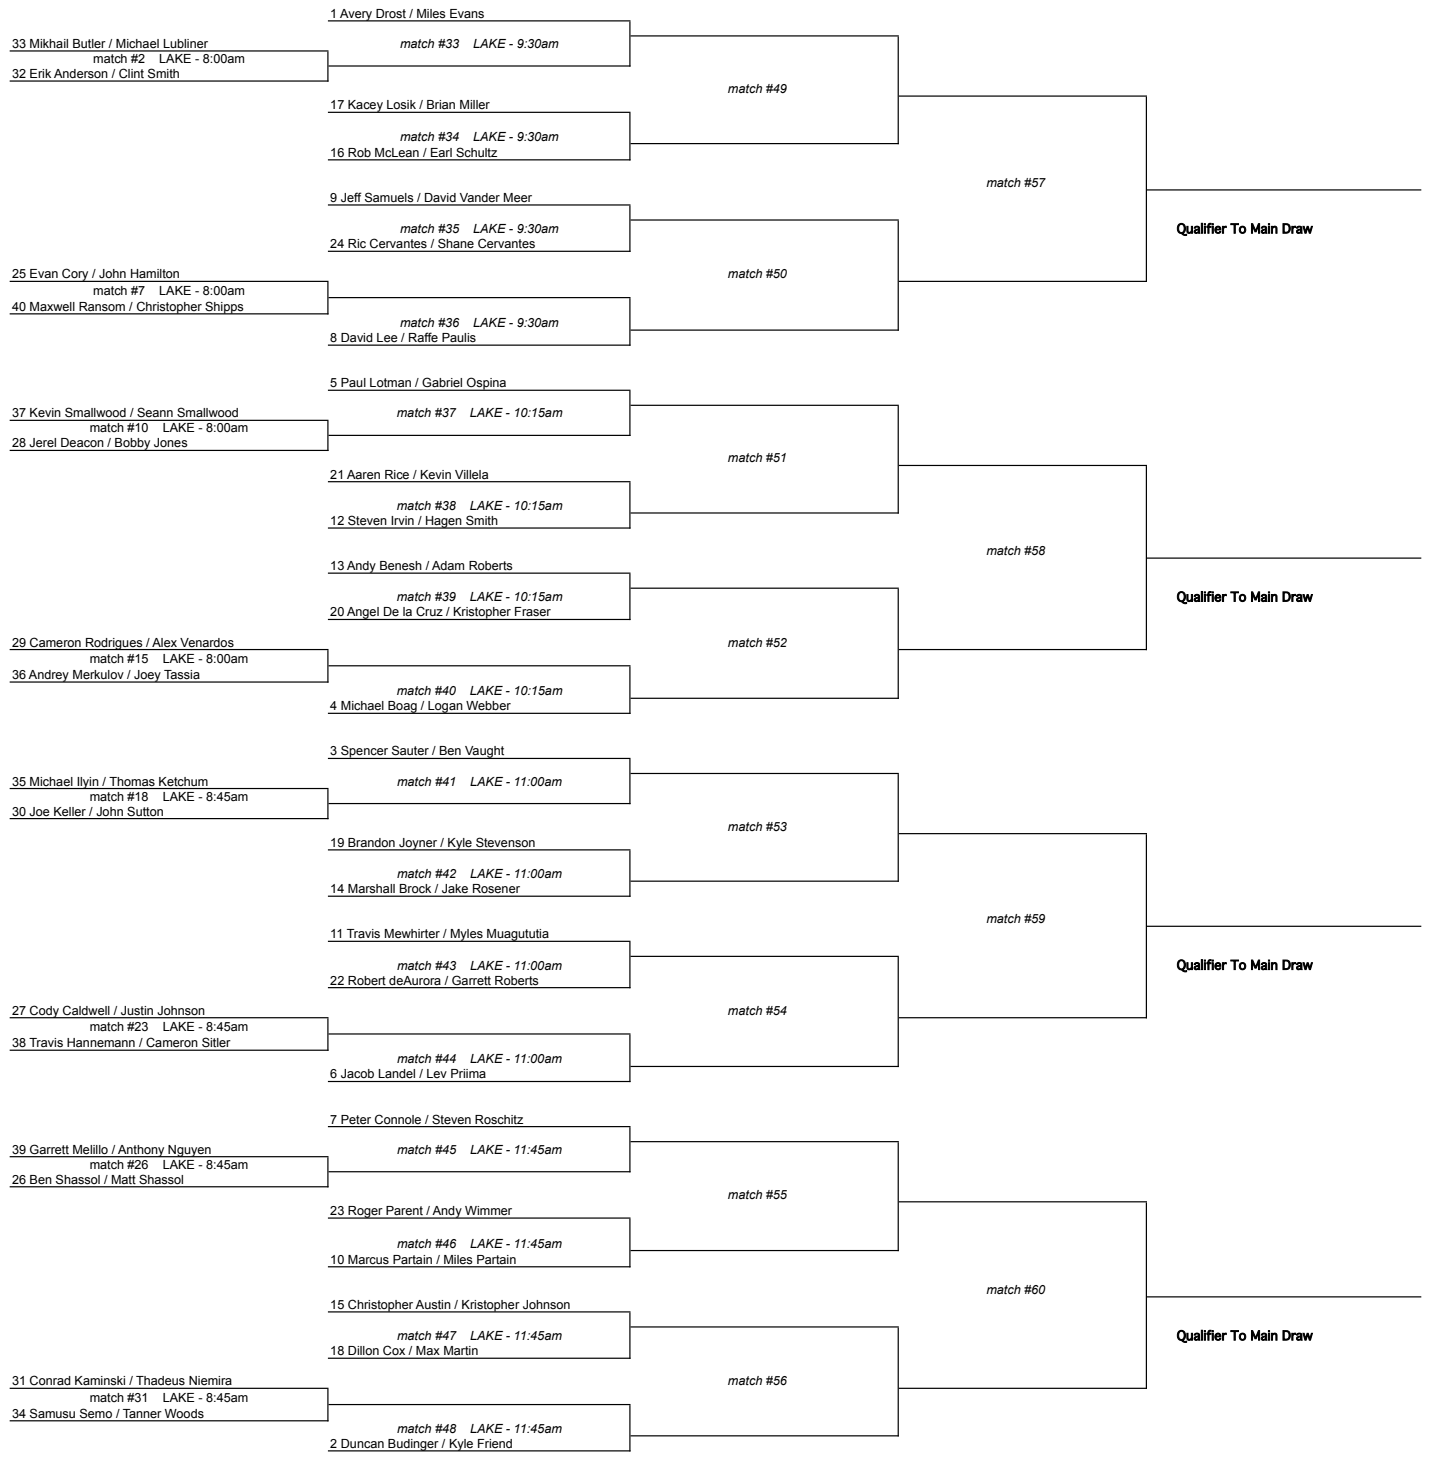 1 Avery Drost / Miles Evans
33 Mikhail Butler / Michael Lubliner
match #33 LAKE - 9:30am
match #2 LAKE - 8:00am
32 Erik Anderson / Clint Smith
match #49
17 Kacey Losik / Brian Miller
match #34 LAKE - 9:30am
16 Rob McLean / Earl Schultz
match #57
9 Jeff Samuels / David Vander Meer
match #35 LAKE - 9:30am
Qualifier To Main Draw
24 Ric Cervantes / Shane Cervantes
25 Evan Cory / John Hamilton
match #50
match #7 LAKE - 8:00am
40 Maxwell Ransom / Christopher Shipps
match #36 LAKE - 9:30am
8 David Lee / Raffe Paulis
5 Paul Lotman / Gabriel Ospina
37 Kevin Smallwood / Seann Smallwood
match #37 LAKE - 10:15am
match #10 LAKE - 8:00am
28 Jerel Deacon / Bobby Jones
match #51
21 Aaren Rice / Kevin Villela
match #38 LAKE - 10:15am
12 Steven Irvin / Hagen Smith
match #58
13 Andy Benesh / Adam Roberts
match #39 LAKE - 10:15am
Qualifier To Main Draw
20 Angel De la Cruz / Kristopher Fraser
29 Cameron Rodrigues / Alex Venardos
match #52
match #15 LAKE - 8:00am
36 Andrey Merkulov / Joey Tassia
match #40 LAKE - 10:15am
4 Michael Boag / Logan Webber
3 Spencer Sauter / Ben Vaught
35 Michael Ilyin / Thomas Ketchum
match #41 LAKE - 11:00am
match #18 LAKE - 8:45am
30 Joe Keller / John Sutton
match #53
19 Brandon Joyner / Kyle Stevenson
match #42 LAKE - 11:00am
14 Marshall Brock / Jake Rosener
match #59
11 Travis Mewhirter / Myles Muagututia
match #43 LAKE - 11:00am
Qualifier To Main Draw
22 Robert deAurora / Garrett Roberts
27 Cody Caldwell / Justin Johnson
match #54
match #23 LAKE - 8:45am
38 Travis Hannemann / Cameron Sitler
match #44 LAKE - 11:00am
6 Jacob Landel / Lev Priima
7 Peter Connole / Steven Roschitz
39 Garrett Melillo / Anthony Nguyen
match #45 LAKE - 11:45am
match #26 LAKE - 8:45am
26 Ben Shassol / Matt Shassol
match #55
23 Roger Parent / Andy Wimmer
match #46 LAKE - 11:45am
10 Marcus Partain / Miles Partain
match #60
15 Christopher Austin / Kristopher Johnson
match #47 LAKE - 11:45am
Qualifier To Main Draw
18 Dillon Cox / Max Martin
31 Conrad Kaminski / Thadeus Niemira
match #56
match #31 LAKE - 8:45am
34 Samusu Semo / Tanner Woods
match #48 LAKE - 11:45am
2 Duncan Budinger / Kyle Friend